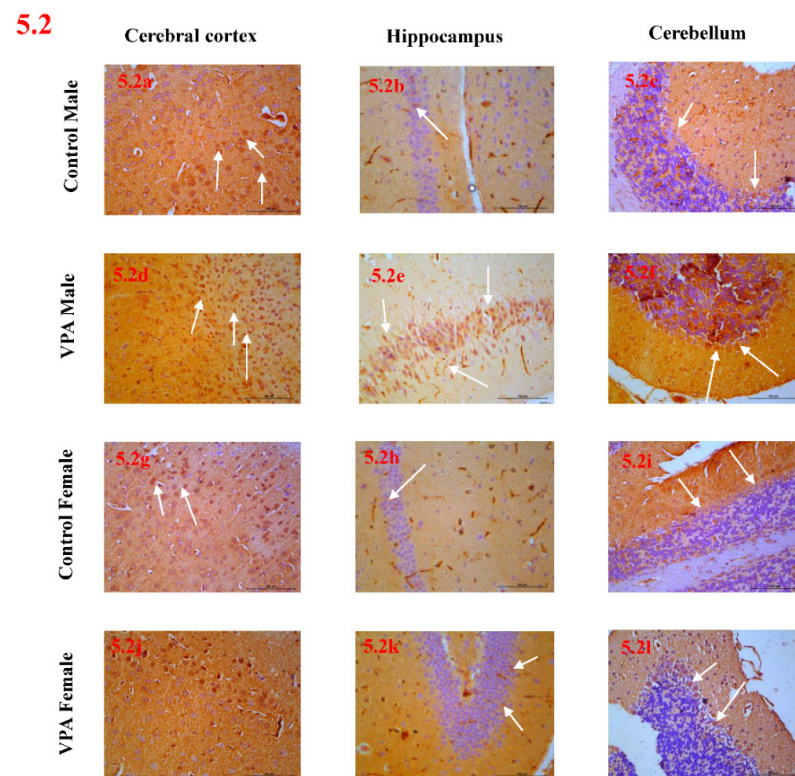 5.2
Cerebral cortex
Hippocampus
Cerebellum
Control Male
5.2a
5.2b
5.2c
VPA Male
5.2d
5.2e
5.2f
Control Female
5.2g
5.2h
5.2i
VPA Female
5.2j
5.2k
5.2l